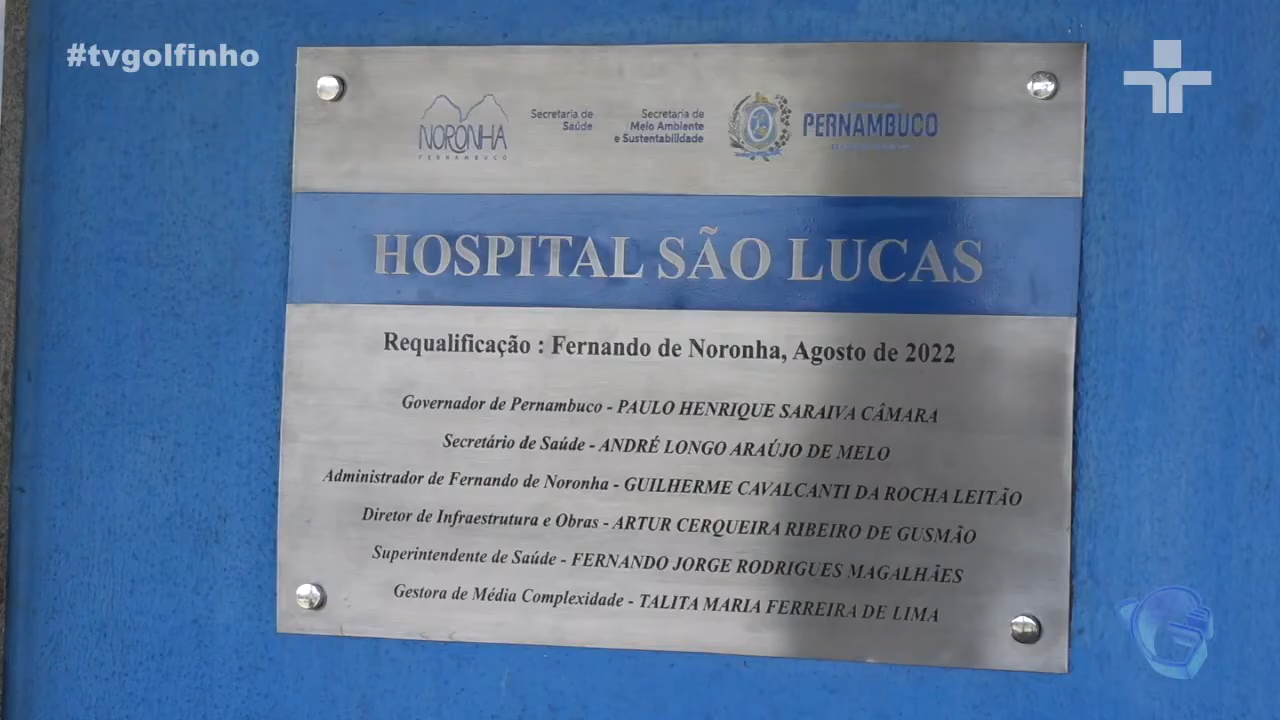 #tvgolfinho
NORONHA
PERNAMBUCO
Secretaria de
Saúde
Secretaria de
Meio Ambiente
e Sustentabilidade
PERNAMBUCO
HOSPITAL SÃO LUCAS
Requalificação : Fernando de Noronha, Agosto de 2022
Governador de Pernambuco - PAULO HENRIQUE SARAIVA CÂMARA
Secretário de Saúde - ANDRÉ LONGO ARAÚJO DE MELO
Administrador de Fernando de Noronha - GUILHERME CAVALCANTI DA ROCHA LEITÃO
Diretor de Infraestrutura e Obras - ARTUR CERQUEIRA RIBEIRO DE GUSMÃO
Superintendente de Saúde - FERNANDO JORGE RODRIGUES MAGALHÃES
Gestora de Média Complexidade - TALITA MARIA FERREIRA DE LIMA